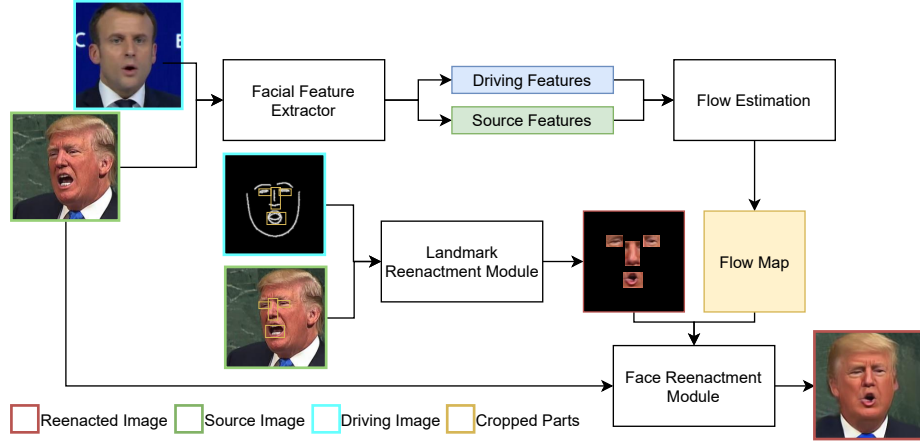 C E
Facial Feature
Extractor
Driving Features
Source Features
Flow Estimation
Landmark
Reenactment Module
Flow Map
Face Reenactment
Module
Reenacted Image
Source Image
Driving Image
Cropped Parts